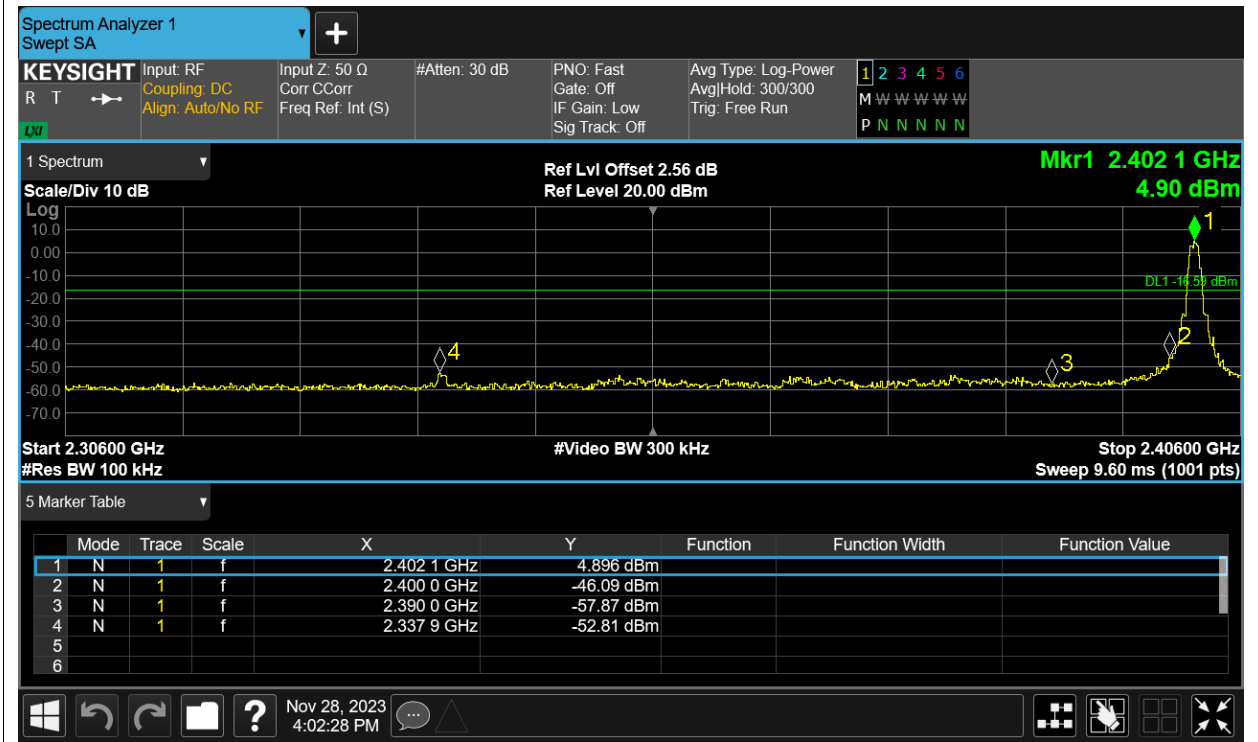 Spectrum Analyzer 1
Swept SA
KEYSIGHT
R T
LXI
Input: RF
Coupling: DC
Align: Auto/No RF
Input Z: 50 Ω
Corr CCorr
Freq Ref: Int (S)
#Atten: 30 dB
PNO: Fast
Gate: Off
IF Gain: Low
Sig Track: Off
Avg Type: Log-Power
Avg|Hold: 300/300
Trig: Free Run
1 2 3 4 5 6
M W W W W W
P N N N N N
1 Spectrum
Scale/Div 10 dB
Ref Lvl Offset 2.56 dB
Ref Level 20.00 dBm
Mkr1 2.402 1 GHz
4.90 dBm
Log
10.0
0.00
-10.0
-20.0
-30.0
-40.0
-50.0
-60.0
-70.0
1
DL1 -16.59 dBm
2
4
3
Start 2.30600 GHz
#Video BW 300 kHz
Stop 2.40600 GHz
#Res BW 100 kHz
Sweep 9.60 ms (1001 pts)
5 Marker Table
Mode Trace Scale X Y Function Function Width Function Value
1 N 1 f 2.402 1 GHz 4.896 dBm
2 N 1 f 2.400 0 GHz -46.09 dBm
3 N 1 f 2.390 0 GHz -57.87 dBm
4 N 1 f 2.337 9 GHz -52.81 dBm
5
6
?
Nov 28, 2023
4:02:28 PM